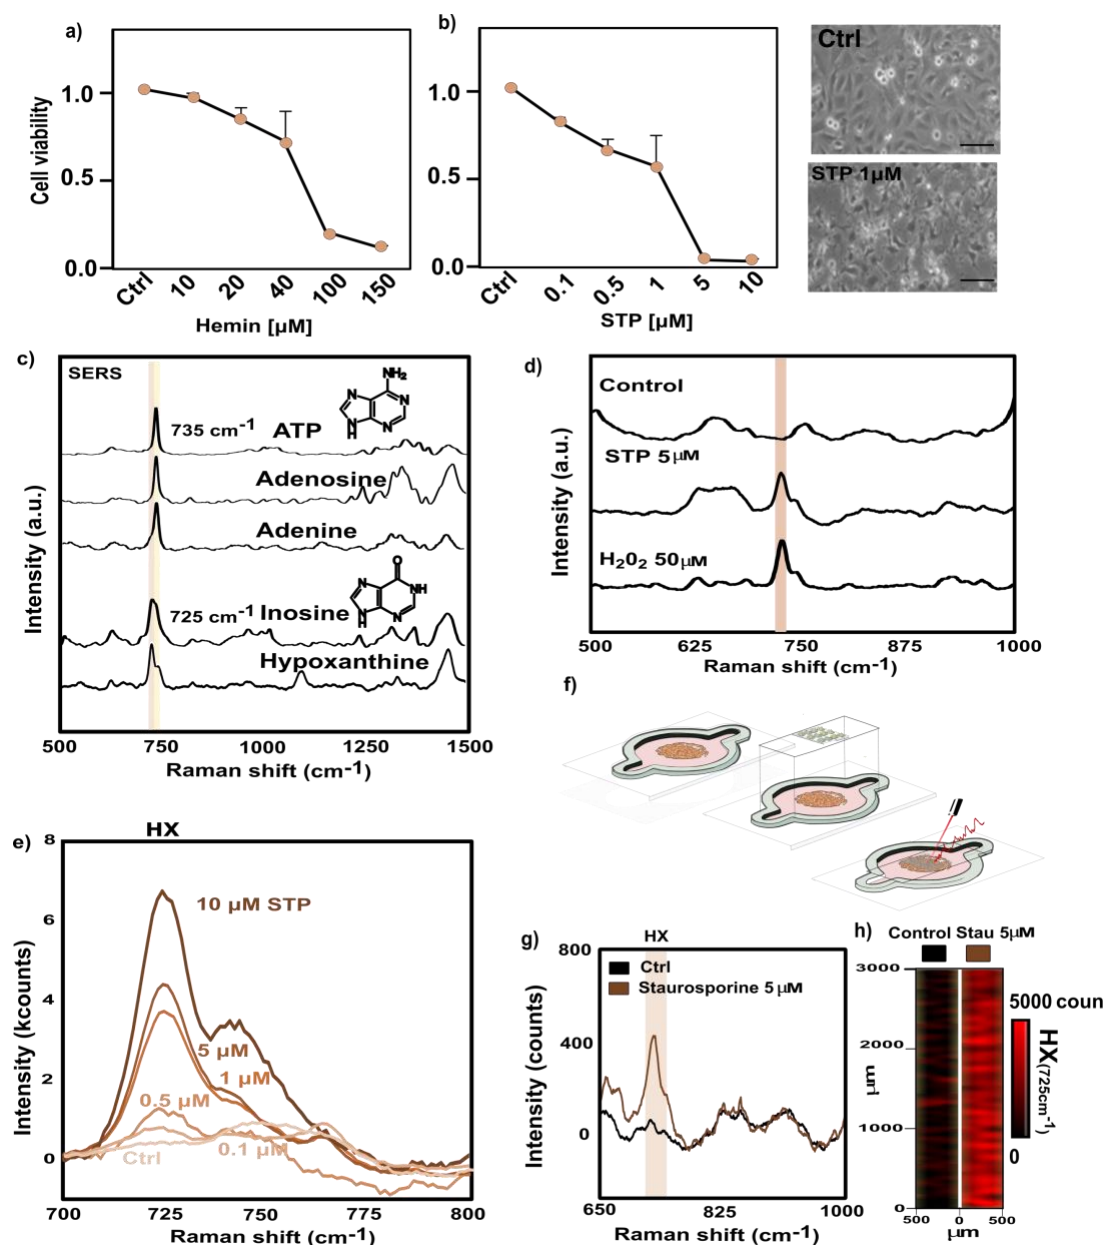 a)
1.0
0.5
0.0
Cell viability
Ctrl
10
20
40
100
150
Hemin [µM]
b)
1.0
0.5
0.0
Ctrl
0.1
0.5
1
5
10
STP [µM]
Ctrl
STP 1µM
c)
SERS
735 cm-1
ATP
NH2
N
N
N
N
H
Adenosine
Adenine
725 cm-1
Inosine
O
N
NH
N
N
H
Hypoxanthine
Intensity (a.u.)
500
750
1000
1250
1500
Raman shift (cm-1)
d)
Control
STP 5µM
H202 50µM
Intensity (a.u.)
500
625
750
875
1000
Raman shift (cm-1)
e)
HX
8
6
4
2
0
Intensity (kcounts)
10 µM STP
5 µM
1 µM
0.5 µM
0.1 µM
Ctrl
700
725
750
775
800
Raman shift (cm-1)
f)
g)
HX
800
400
0
Intensity (counts)
Ctrl
Staurosporine 5 µM
650
825
1000
Raman shift (cm-1)
h)
Control Stau 5µM
3000
2000
1000
0
µm
500
0
500
µm
5000 coun
HX(725cm-1)
0